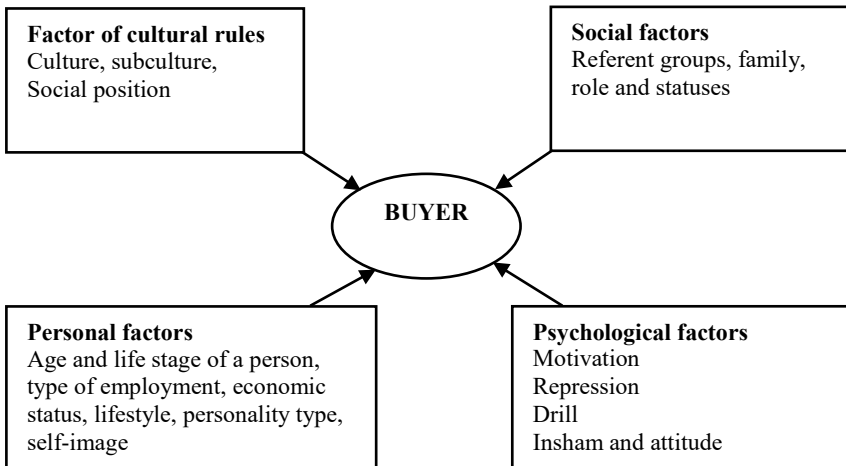 Factor of cultural rules
Culture, subculture,
Social position
Social factors
Referent groups, family,
role and statuses
BUYER
Personal factors
Age and life stage of a person,
type of employment, economic
status, lifestyle, personality type,
self-image
Psychological factors
Motivation
Repression
Drill
Insham and attitude